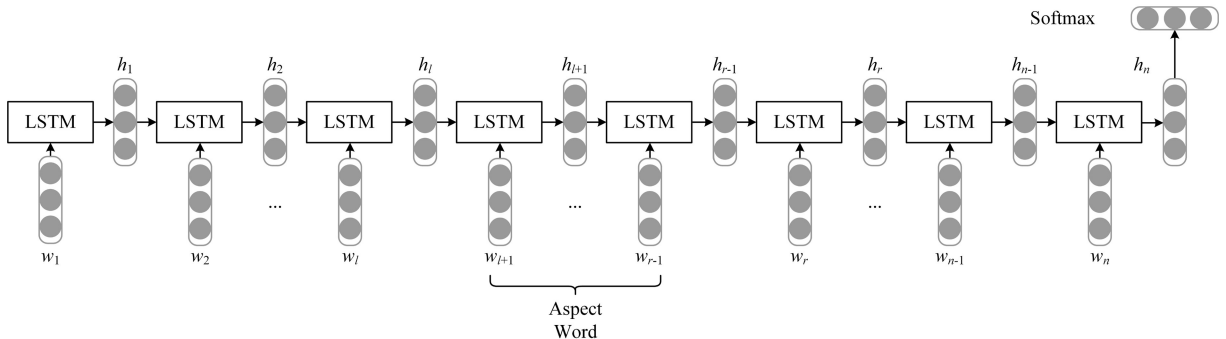 Softmax
h1 h2 hl hl+1 hr-1 hr hn-1 hn
LSTM LSTM LSTM LSTM LSTM LSTM LSTM LSTM
... ... ...
w1 w2 wl wl+1 wr-1 wr wn-1 wn
Aspect
Word